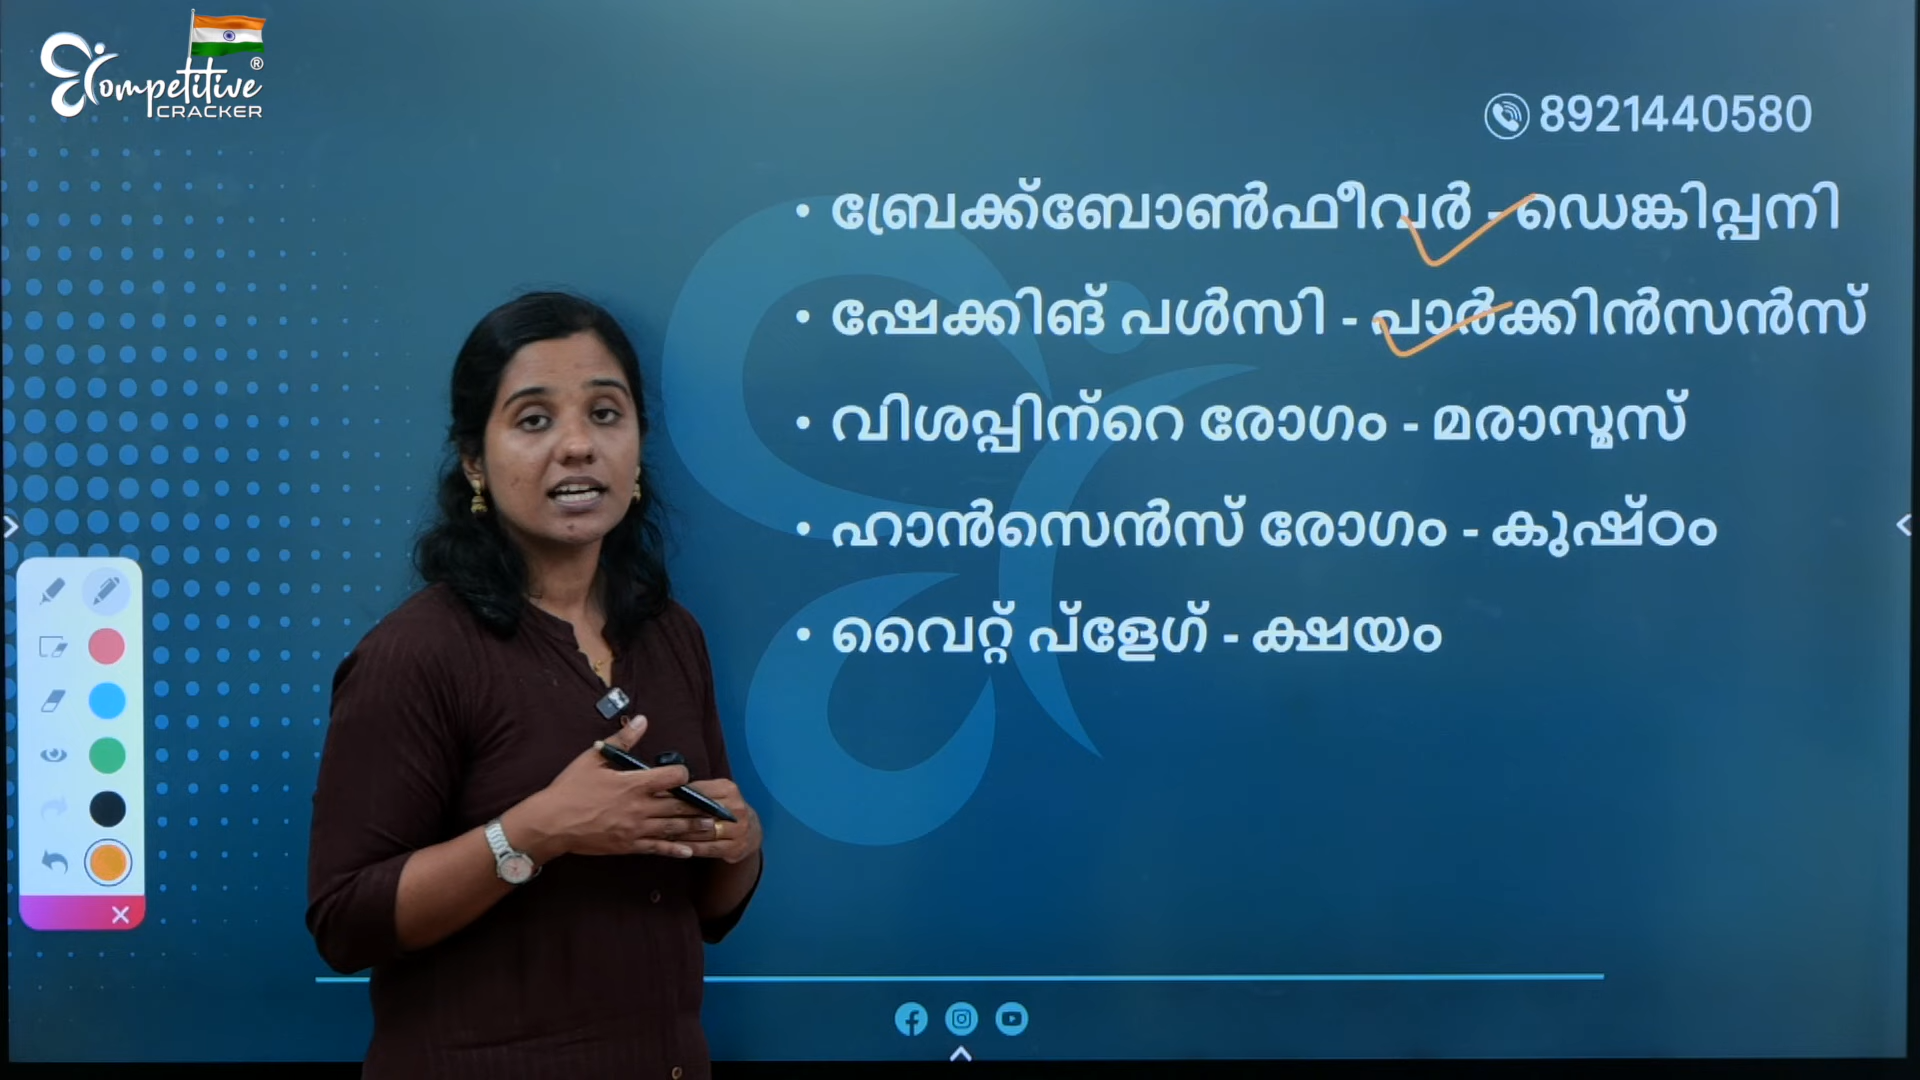 Competitive ®
CRACKER
8921440580
• ബ്രേക്ക്ബോൺഫീവർ - ഡെങ്കിപ്പനി
• ഷേക്കിങ് പൾസി - പാർക്കിൻസൻസ്
• വിശപ്പിന്റെ രോഗം - മരാസ്മസ്
• ഹാൻസെൻസ് രോഗം - കുഷ്ഠം
• വൈറ്റ് പ്ളേഗ് - ക്ഷയം